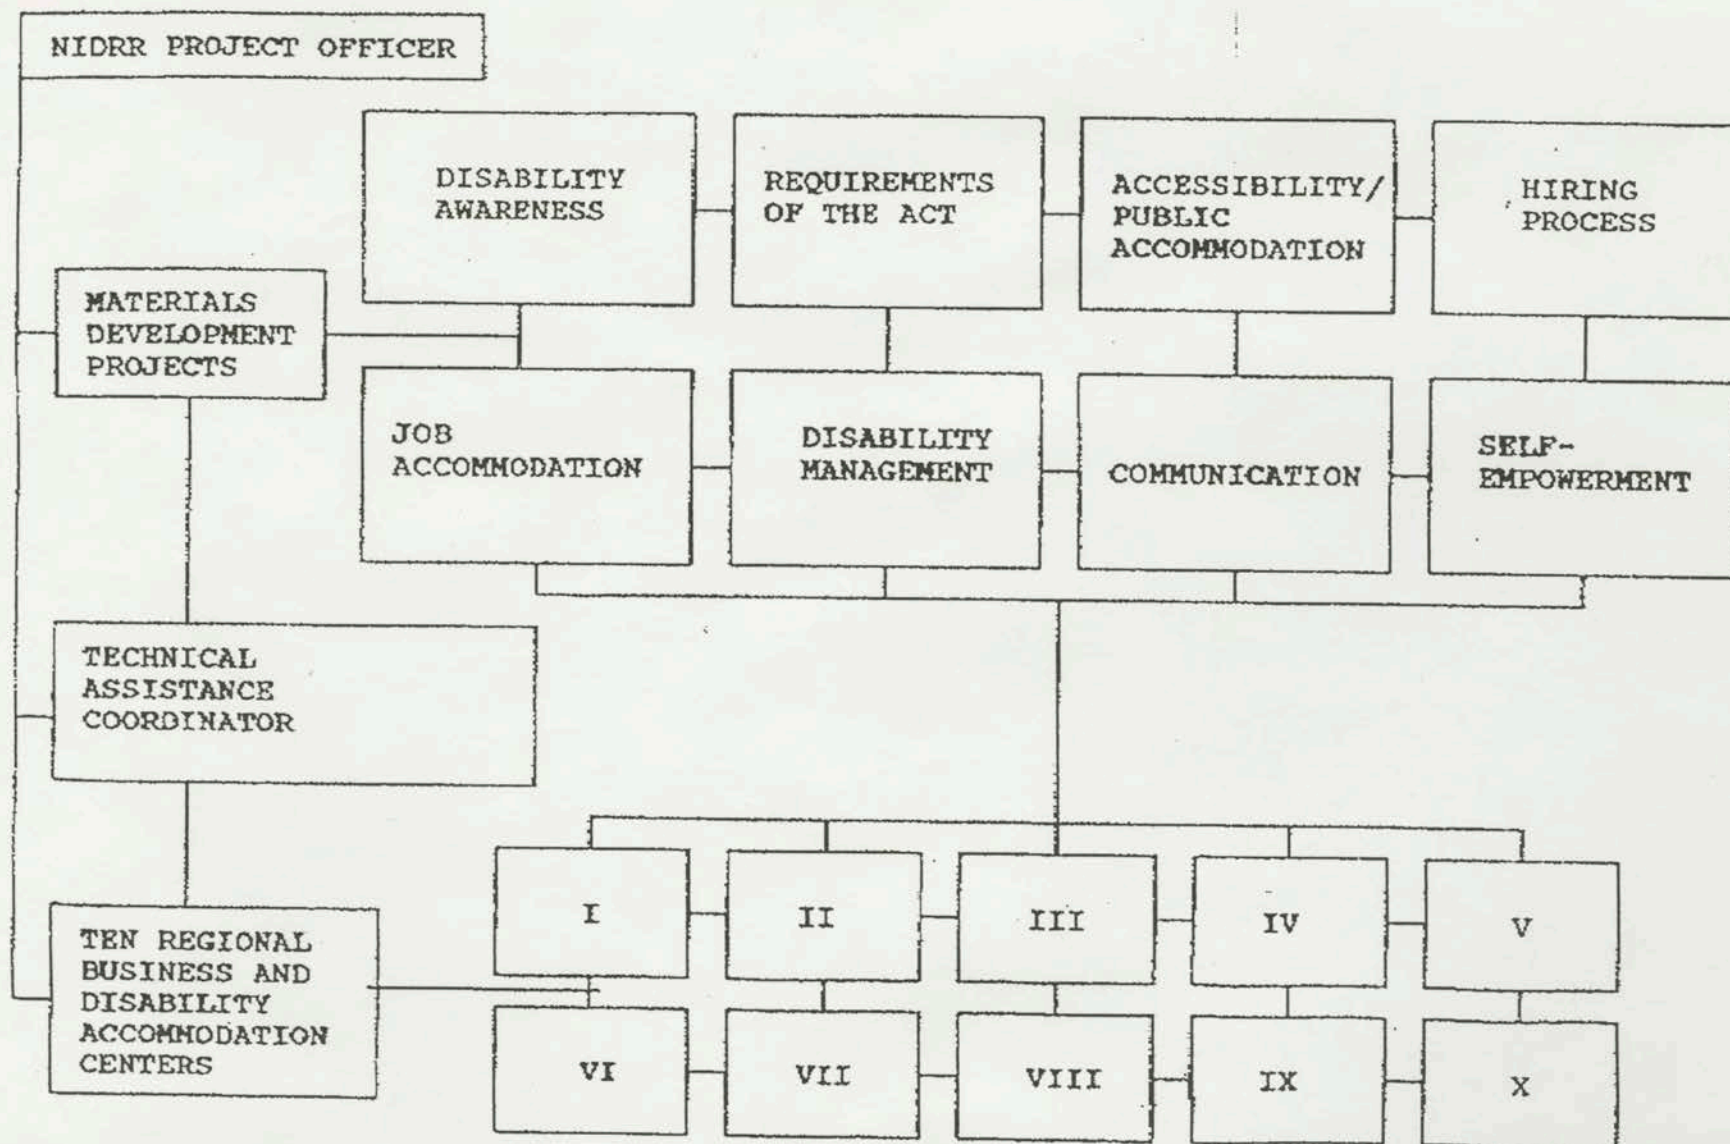 NIDRR PROJECT OFFICER
DISABILITY
AWARENESS
REQUIREMENTS
OF THE ACT
ACCESSIBILITY/
PUBLIC
ACCOMMODATION
HIRING
PROCESS
MATERIALS
DEVELOPMENT
PROJECTS
JOB
ACCOMMODATION
DISABILITY
MANAGEMENT
COMMUNICATION
SELF-
EMPOWERMENT
TECHNICAL
ASSISTANCE
COORDINATOR
TEN REGIONAL
BUSINESS AND
DISABILITY
ACCOMMODATION
CENTERS
I
II
III
IV
V
VI
VII
VIII
IX
X